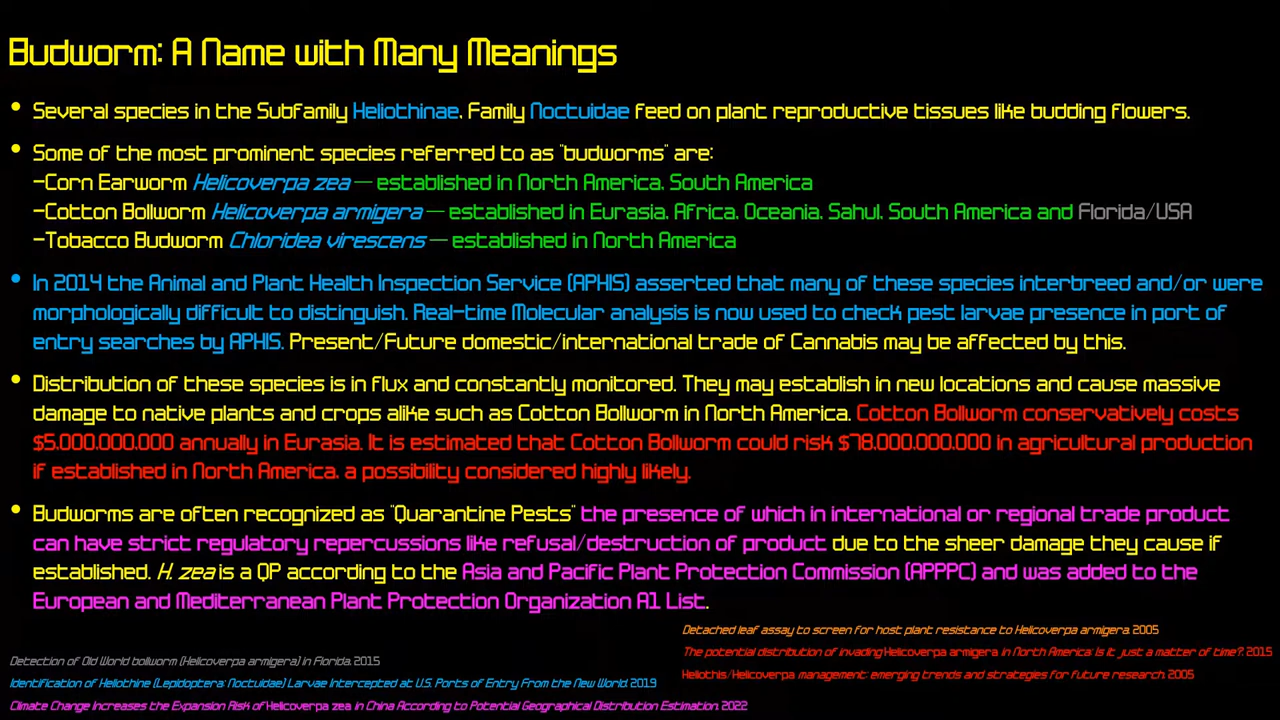 Budworm: A Name with Many Meanings
• Several species in the Subfamily Heliothinae, Family Noctuidae feed on plant reproductive tissues like budding flowers.
• Some of the most prominent species referred to as "budworms" are:
-Corn Earworm Helicoverpa zea — established in North America, South America
-Cotton Bollworm Helicoverpa armigera — established in Eurasia, Africa, Oceania, Sahul, South America and Florida/USA
-Tobacco Budworm Chloridea virescens — established in North America
• In 2014 the Animal and Plant Health Inspection Service (APHIS) asserted that many of these species interbreed and/or were
morphologically difficult to distinguish. Real-time Molecular analysis is now used to check pest larvae presence in port of
entry searches by APHIS. Present/Future domestic/international trade of Cannabis may be affected by this.
• Distribution of these species is in flux and constantly monitored. They may establish in new locations and cause massive
damage to native plants and crops alike such as Cotton Bollworm in North America. Cotton Bollworm conservatively costs
$5,000,000,000 annually in Eurasia. It is estimated that Cotton Bollworm could risk $78,000,000,000 in agricultural production
if established in North America, a possibility considered highly likely.
• Budworms are often recognized as "Quarantine Pests" the presence of which in international or regional trade product
can have strict regulatory repercussions like refusal/destruction of product due to the sheer damage they cause if
established. H. zea is a QP according to the Asia and Pacific Plant Protection Commission (APPPC) and was added to the
European and Mediterranean Plant Protection Organization A1 List.
Detached leaf assay to screen for host plant resistance to Helicoverpa armigera. 2005
The potential distribution of invading Helicoverpa armigera in North America: Is it just a matter of time?. 2015
Heliothis/Helicoverpa management: emerging trends and strategies for future research. 2005
Detection of Old World bollworm (Helicoverpa armigera) in Florida. 2015
Identification of Heliothine (Lepidoptera: Noctuidae) Larvae Intercepted at U.S. Ports of Entry From the New World. 2019
Climate Change Increases the Expansion Risk of Helicoverpa zea in China According to Potential Geographical Distribution Estimation. 2022